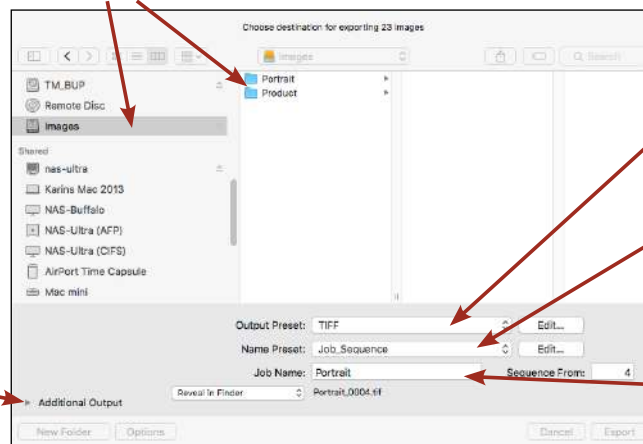 Choose destination for exporting 23 images
Images
Search
TM_BUP
Remote Disc
Images
Shared
nas-ultra
Karins Mac 2013
NAS-Buffalo
NAS-Ultra (AFP)
NAS-Ultra (CIFS)
AirPort Time Capsule
Mac mini
Portrait
Product
Output Preset: TIFF Edit...
Name Preset: Job_Sequence Edit...
Job Name: Portrait Sequence From: 4
Reveal in Finder Portrait_0004.tif
Additional Output
New Folder Options Cancel Export